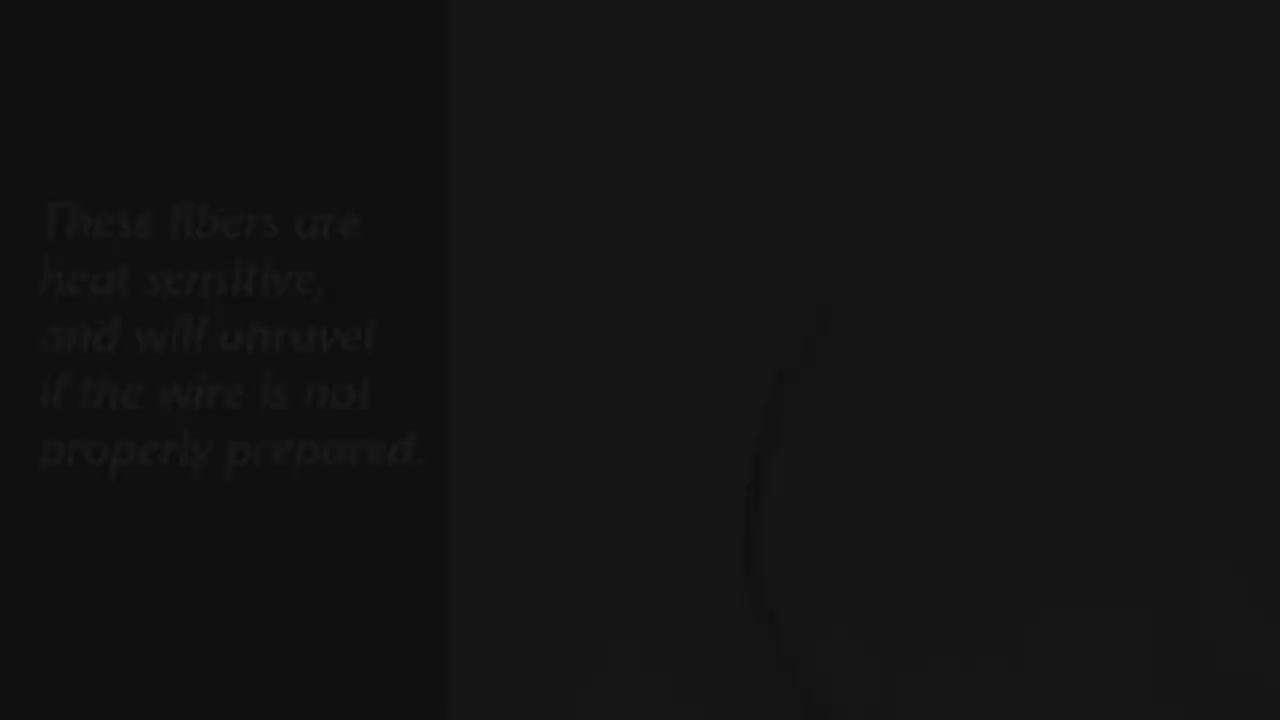 These fibers are
heat sensitive,
and will unravel
if the wire is not
properly prepared.